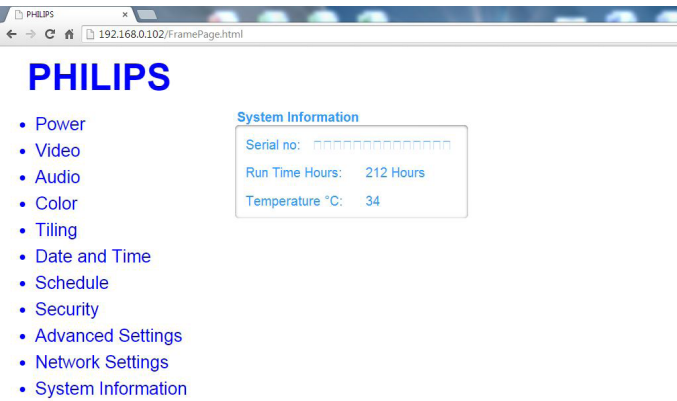 PHILIPS
192.168.0.102/FramePage.html
PHILIPS
Power
Video
Audio
Color
Tiling
Date and Time
Schedule
Security
Advanced Settings
Network Settings
System Information
System Information
Serial no:
Run Time Hours: 212 Hours
Temperature °C: 34